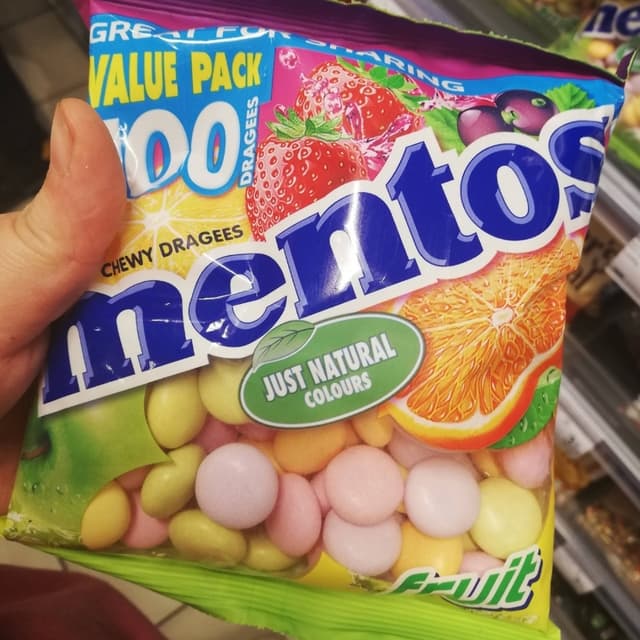 GREAT FOR SHARING
VALUE PACK
100
DRAGEES
CHEWY DRAGEES
mentos
JUST NATURAL
COLOURS
fruit